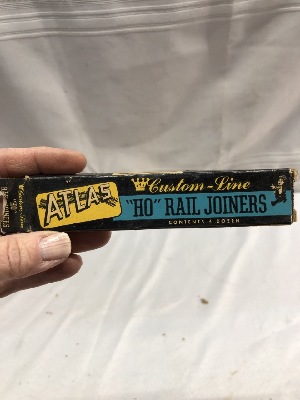 ATLAS
Custom-Line
"HO" RAIL JOINERS
CONTENTS 4 DOZEN